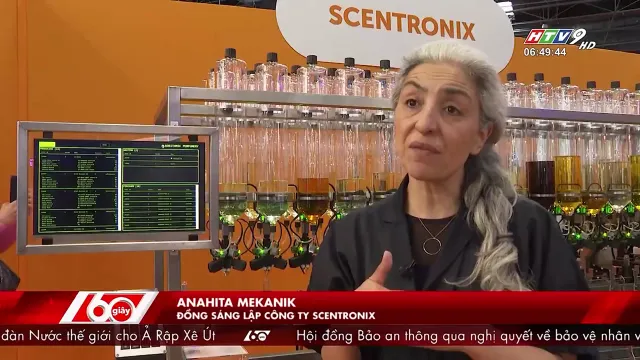 SCENTRONIX
HTV9 HD
06:49:44
60 giây
ANAHITA MEKANIK
ĐỒNG SÁNG LẬP CÔNG TY SCENTRONIX
đàn Nước thế giới cho Ả Rập Xê Út 60 Hội đồng Bảo an thông qua nghị quyết về bảo vệ nhân v